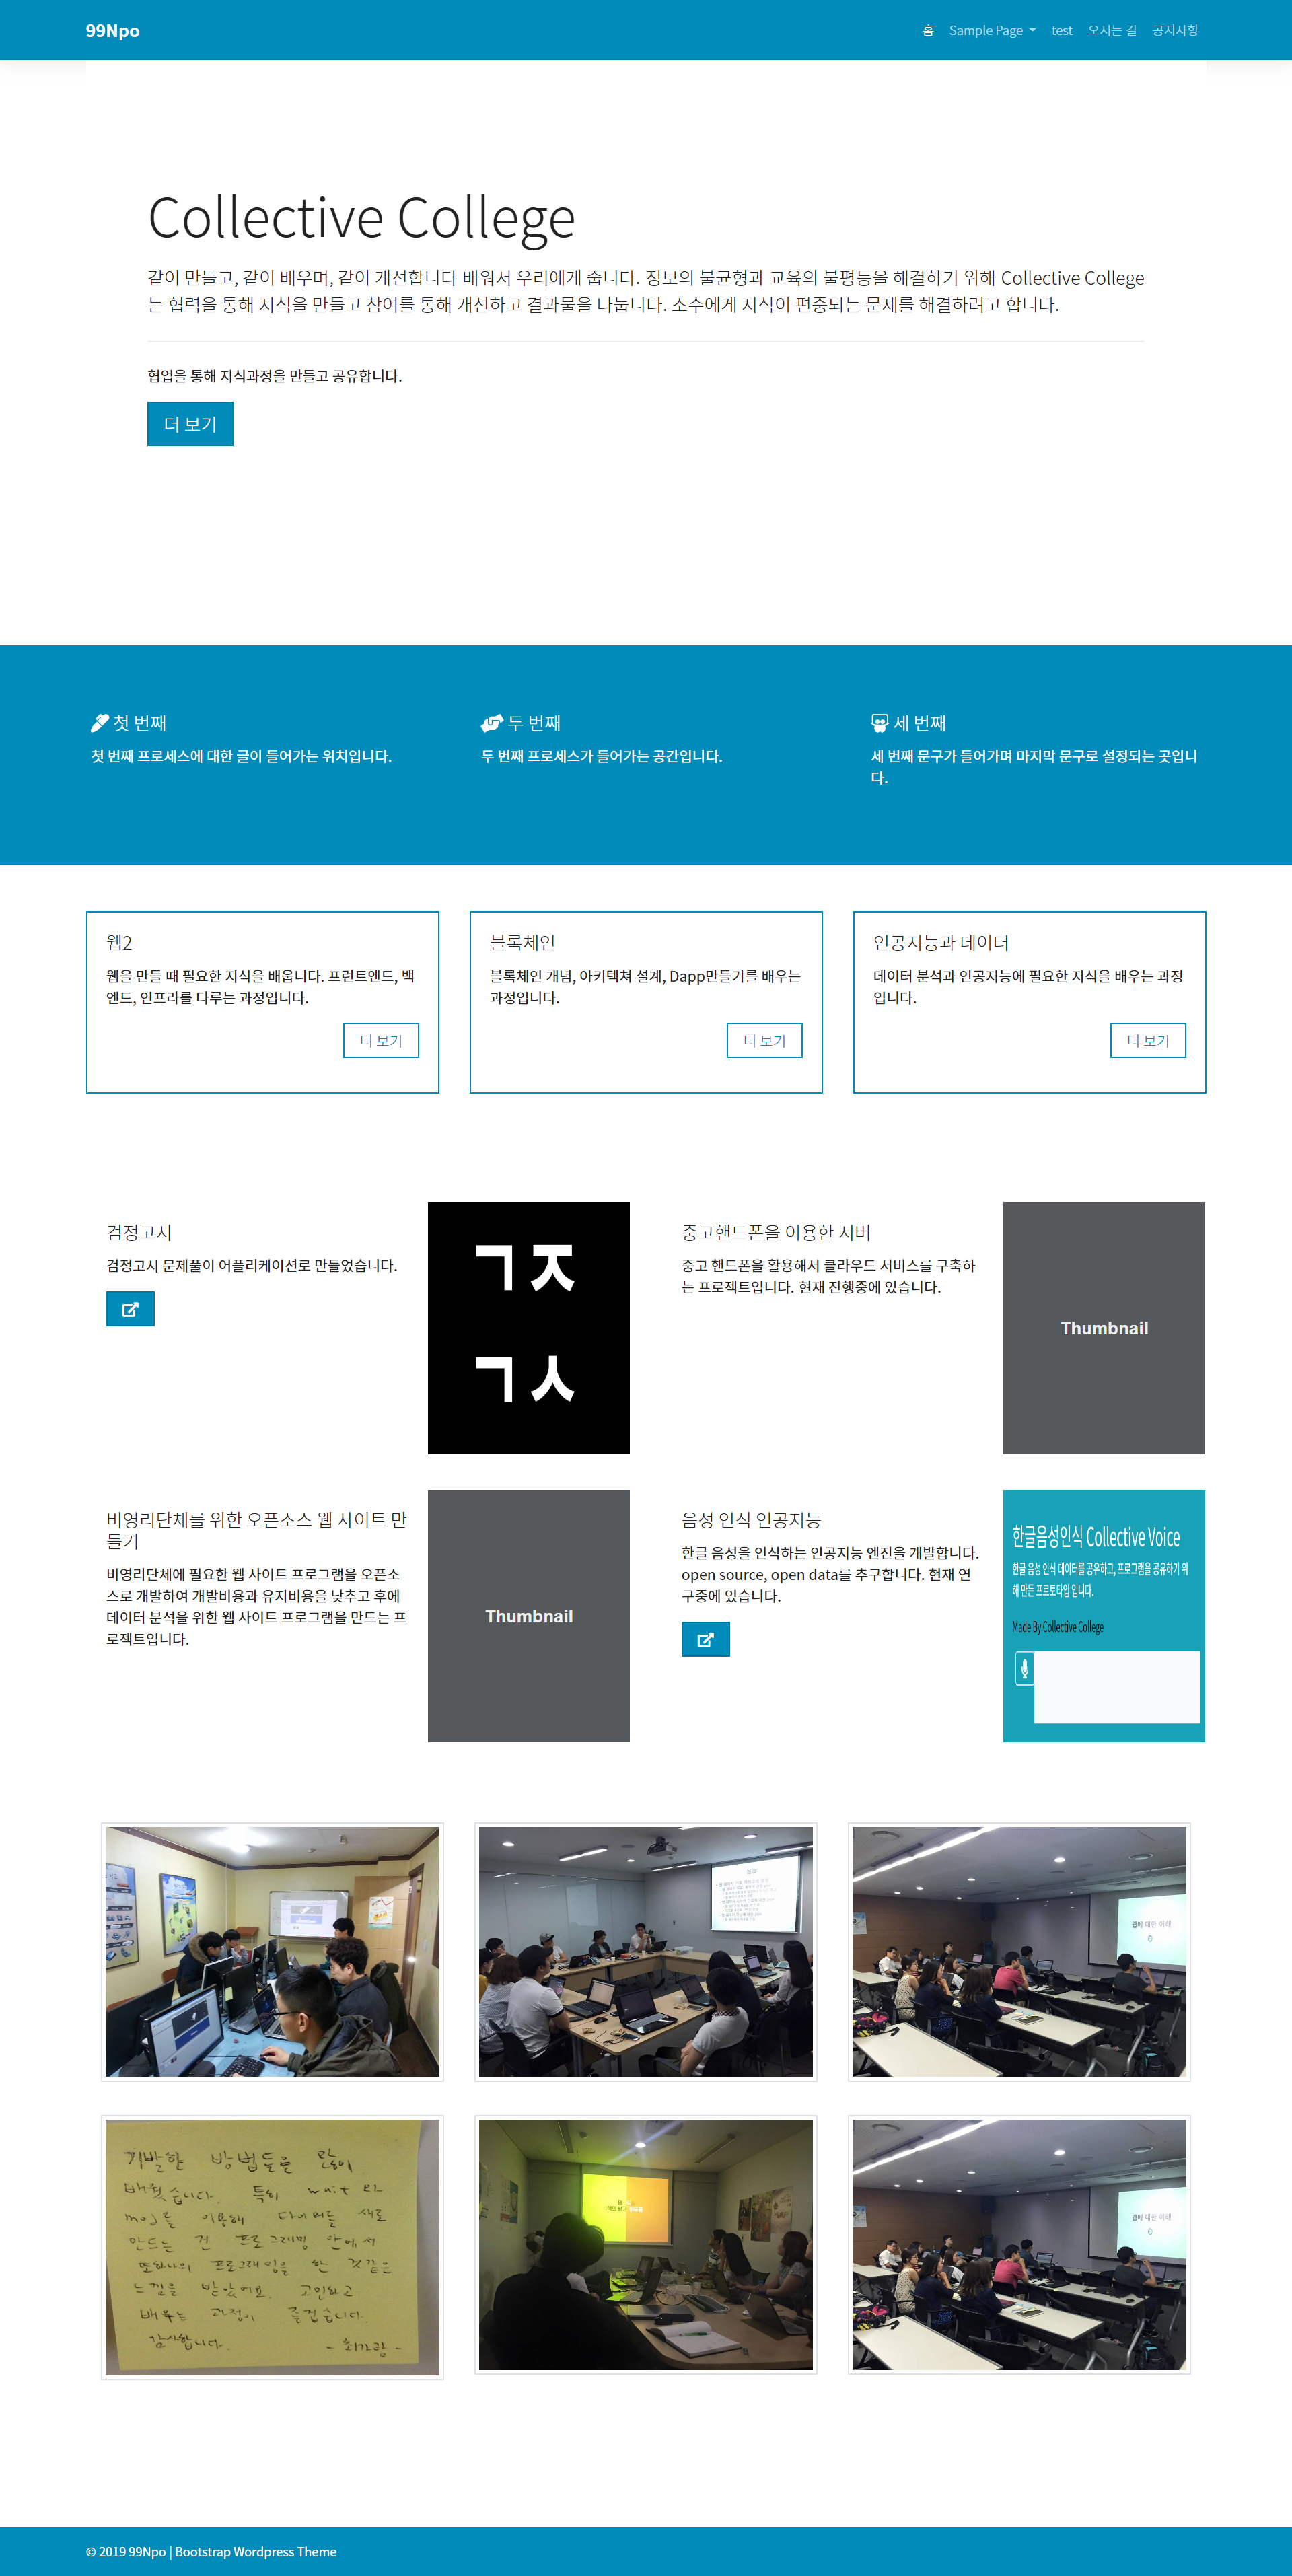 99Npo
홈 Sample Page test 오시는 길 공지사항
Collective College
같이 만들고, 같이 배우며, 같이 개선합니다 배워서 우리에게 줍니다. 정보의 불균형과 교육의 불평등을 해결하기 위해 Collective College
는 협력을 통해 지식을 만들고 참여를 통해 개선하고 결과물을 나눕니다. 소수에게 지식이 편중되는 문제를 해결하려고 합니다.
협업을 통해 지식과정을 만들고 공유합니다.
더 보기
첫 번째
첫 번째 프로세스에 대한 글이 들어가는 위치입니다.
두 번째
두 번째 프로세스가 들어가는 공간입니다.
세 번째
세 번째 문구가 들어가며 마지막 문구로 설정되는 곳입니
다.
웹2
웹을 만들 때 필요한 지식을 배웁니다. 프런트엔드, 백
엔드, 인프라를 다루는 과정입니다.
더 보기
블록체인
블록체인 개념, 아키텍쳐 설계, Dapp만들기를 배우는
과정입니다.
더 보기
인공지능과 데이터
데이터 분석과 인공지능에 필요한 지식을 배우는 과정
입니다.
더 보기
검정고시
검정고시 문제풀이 어플리케이션로 만들었습니다.
ㄱㅈ
ㄱㅅ
중고핸드폰을 이용한 서버
중고 핸드폰을 활용해서 클라우드 서비스를 구축하
는 프로젝트입니다. 현재 진행중에 있습니다.
Thumbnail
비영리단체를 위한 오픈소스 웹 사이트 만
들기
비영리단체에 필요한 웹 사이트 프로그램을 오픈소
스로 개발하여 개발비용과 유지비용을 낮추고 후에
데이터 분석을 위한 웹 사이트 프로그램을 만드는 프
로젝트입니다.
Thumbnail
음성 인식 인공지능
한글 음성을 인식하는 인공지능 엔진을 개발합니다.
open source, open data를 추구합니다. 현재 연
구중에 있습니다.
한글음성인식 Collective Voice
한글 음성 인식 데이터를 공유하고, 프로그램을 공유하기 위
해 만든 프로토타입 입니다.
Made By Collective College
웹에 대한 이해
기발한 방법들을 많이
배웠습니다. 특히 wait
mod를 이용해 타이머를 새로
만드는 건 프로그래밍 안에서
또하나의 프로그래밍을 한 것 같은
느낌을 받았어요. 고민하고
배우는 과정이 즐겁습니다.
감사합니다.
웹에 대한 이해
© 2019 99Npo | Bootstrap Wordpress Theme